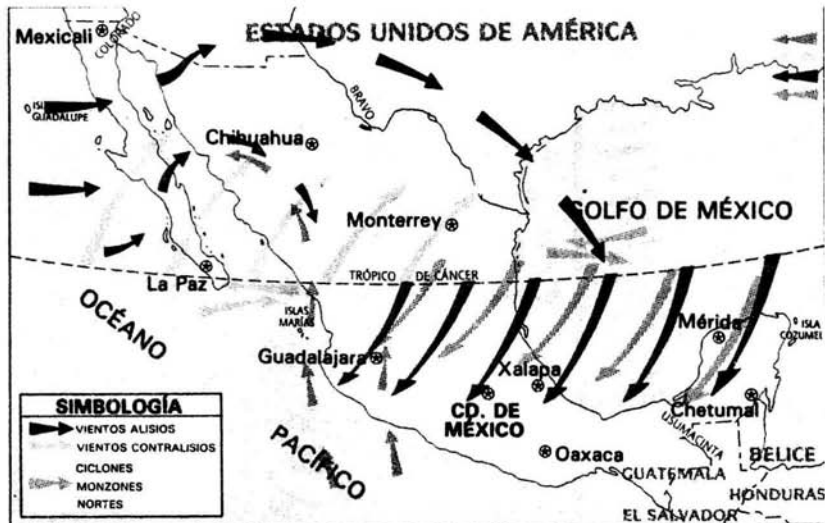 ESTADOS UNIDOS DE AMÉRICA
Mexicali
COLORADO
ISLA GUADALUPE
BRAVO
Chihuahua
Monterrey
GOLFO DE MÉXICO
La Paz
TRÓPICO DE CÁNCER
OCÉANO
PACÍFICO
ISLAS
MARÍAS
Guadalajara
Mérida
ISLA
COZUMEL
Xalapa
CD. DE
MÉXICO
Chetumal
USUMACINTA
Oaxaca
BELICE
GUATEMALA
HONDURAS
EL SALVADOR
SIMBOLOGÍA
VIENTOS ALISIOS
VIENTOS CONTRALISIOS
CICLONES
MONZONES
NORTES